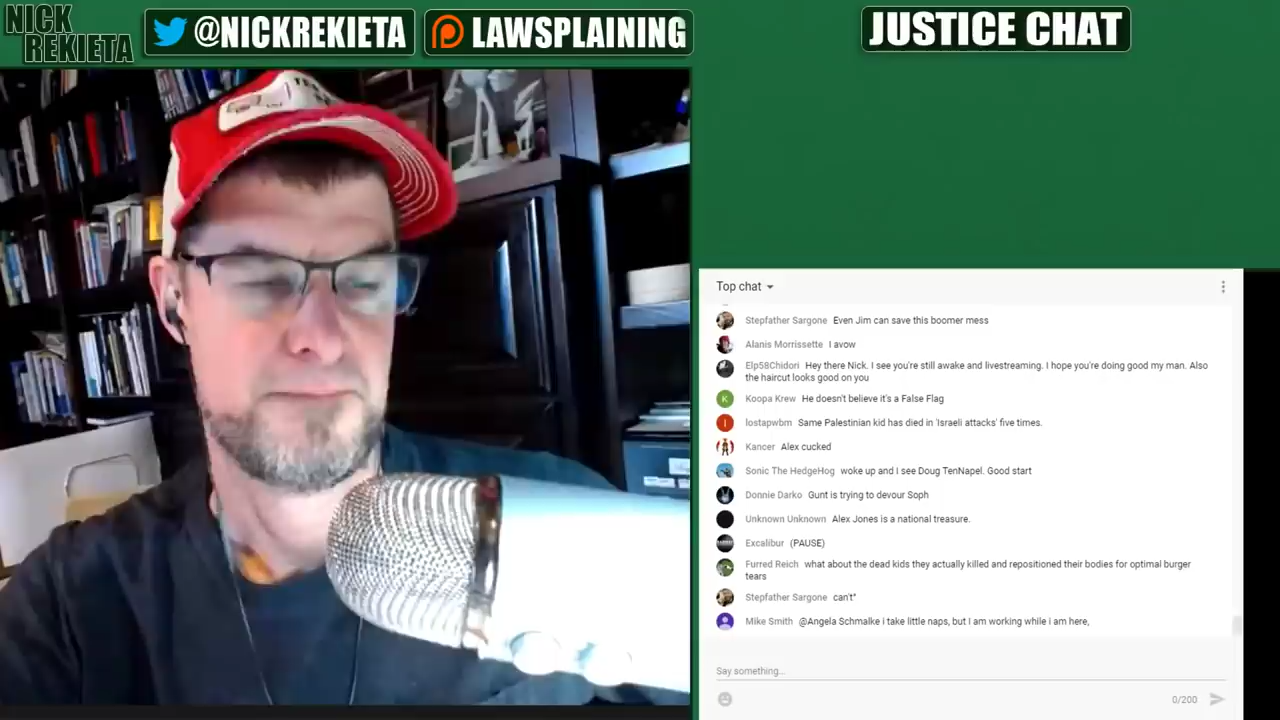 NICK
REKIETA
@NICKREKIETA
LAWSPLAINING
JUSTICE CHAT
Top chat
Stepfather Sargone Even Jim can save this boomer mess
Alanis Morrissette I avow
Elp58Chidori Hey there Nick. I see you're still awake and livestreaming. I hope you're doing good my man. Also
the haircut looks good on you
K Koopa Krew He doesn't believe it's a False Flag
l lostapwbm Same Palestinian kid has died in 'Israeli attacks' five times.
Kancer Alex cucked
Sonic The HedgeHog woke up and I see Doug TenNapel. Good start
Donnie Darko Gunt is trying to devour Soph
Unknown Unknown Alex Jones is a national treasure.
Excalibur (PAUSE)
Furred Reich what about the dead kids they actually killed and repositioned their bodies for optimal burger
tears
Stepfather Sargone can't*
Mike Smith @Angela Schmalke i take little naps, but I am working while i am here,
Say something...
0/200